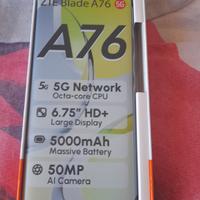 ZTE Blade A76 5G
A76
5G 5G Network
Octa-core CPU
6.75" HD+
Large Display
5000mAh
Massive Battery
50MP
AI Camera